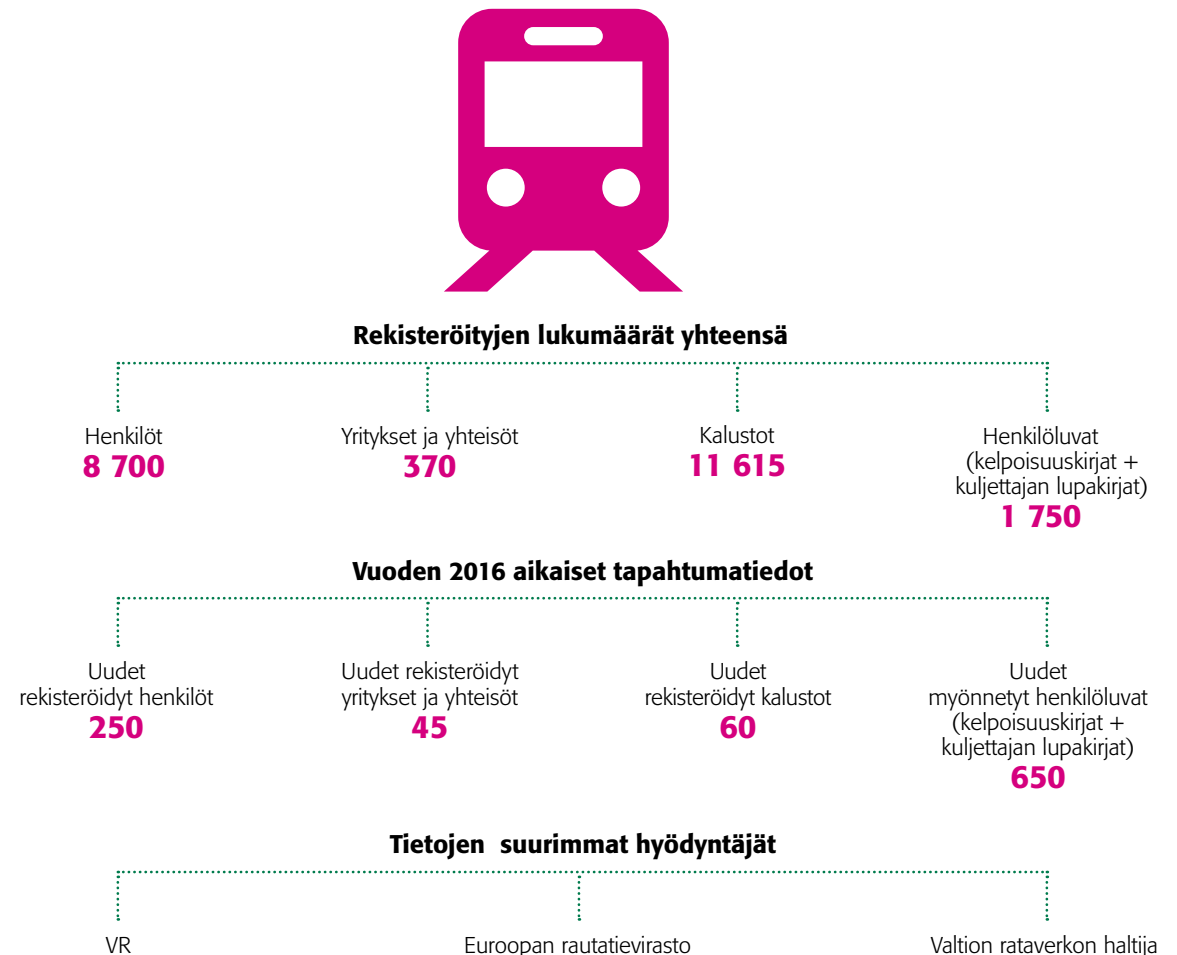 Rekisteröityjen lukumäärät yhteensä
Henkilöt
8 700
Yritykset ja yhteisöt
370
Kalustot
11 615
Henkilöluvat
(kelpoisuuskirjat +
kuljettajan lupakirjat)
1 750
Vuoden 2016 aikaiset tapahtumatiedot
Uudet
rekisteröidyt henkilöt
250
Uudet rekisteröidyt
yritykset ja yhteisöt
45
Uudet
rekisteröidyt kalustot
60
Uudet
myönnetyt henkilöluvat
(kelpoisuuskirjat +
kuljettajan lupakirjat)
650
Tietojen suurimmat hyödyntäjät
VR
Euroopan rautatievirasto
Valtion rataverkon haltija